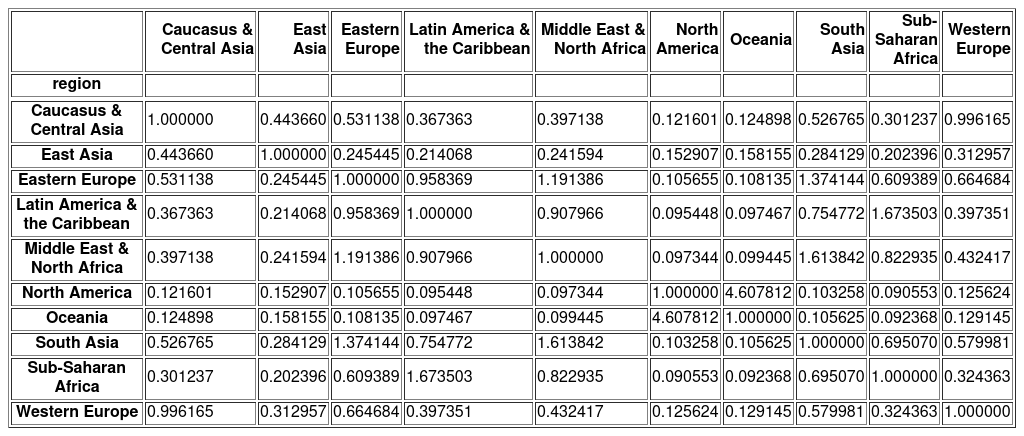 Caucasus & Central Asia East Asia Eastern Europe Latin America & the Caribbean Middle East & North Africa North America Oceania South Asia Sub-Saharan Africa Western Europe
region
Caucasus & Central Asia 1.000000 0.443660 0.531138 0.367363 0.397138 0.121601 0.124898 0.526765 0.301237 0.996165
East Asia 0.443660 1.000000 0.245445 0.214068 0.241594 0.152907 0.158155 0.284129 0.202396 0.312957
Eastern Europe 0.531138 0.245445 1.000000 0.958369 1.191386 0.105655 0.108135 1.374144 0.609389 0.664684
Latin America & the Caribbean 0.367363 0.214068 0.958369 1.000000 0.907966 0.095448 0.097467 0.754772 1.673503 0.397351
Middle East & North Africa 0.397138 0.241594 1.191386 0.907966 1.000000 0.097344 0.099445 1.613842 0.822935 0.432417
North America 0.121601 0.152907 0.105655 0.095448 0.097344 1.000000 4.607812 0.103258 0.090553 0.125624
Oceania 0.124898 0.158155 0.108135 0.097467 0.099445 4.607812 1.000000 0.105625 0.092368 0.129145
South Asia 0.526765 0.284129 1.374144 0.754772 1.613842 0.103258 0.105625 1.000000 0.695070 0.579981
Sub-Saharan Africa 0.301237 0.202396 0.609389 1.673503 0.822935 0.090553 0.092368 0.695070 1.000000 0.324363
Western Europe 0.996165 0.312957 0.664684 0.397351 0.432417 0.125624 0.129145 0.579981 0.324363 1.000000